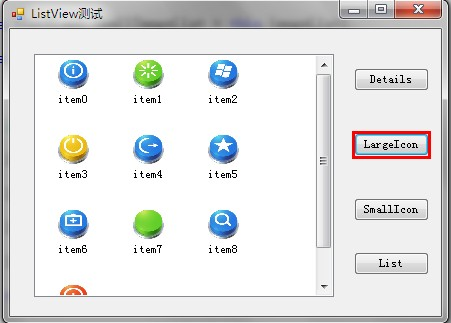 ListView测试
item0 item1 item2
item3 item4 item5
item6 item7 item8
Details
LargeIcon
SmallIcon
List